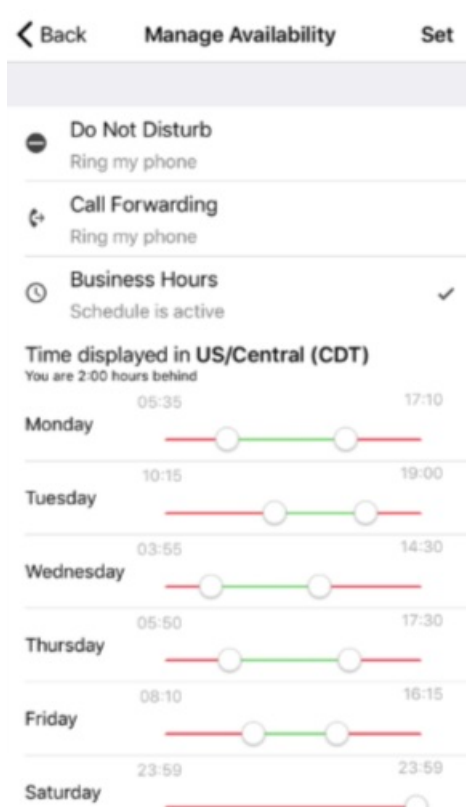 Back Manage Availability Set
Do Not Disturb
Ring my phone
Call Forwarding
Ring my phone
Business Hours
Schedule is active
Time displayed in US/Central (CDT)
You are 2:00 hours behind
05:35 17:10
Monday
10:15 19:00
Tuesday
03:55 14:30
Wednesday
05:50 17:30
Thursday
08:10 16:15
Friday
23:59 23:59
Saturday